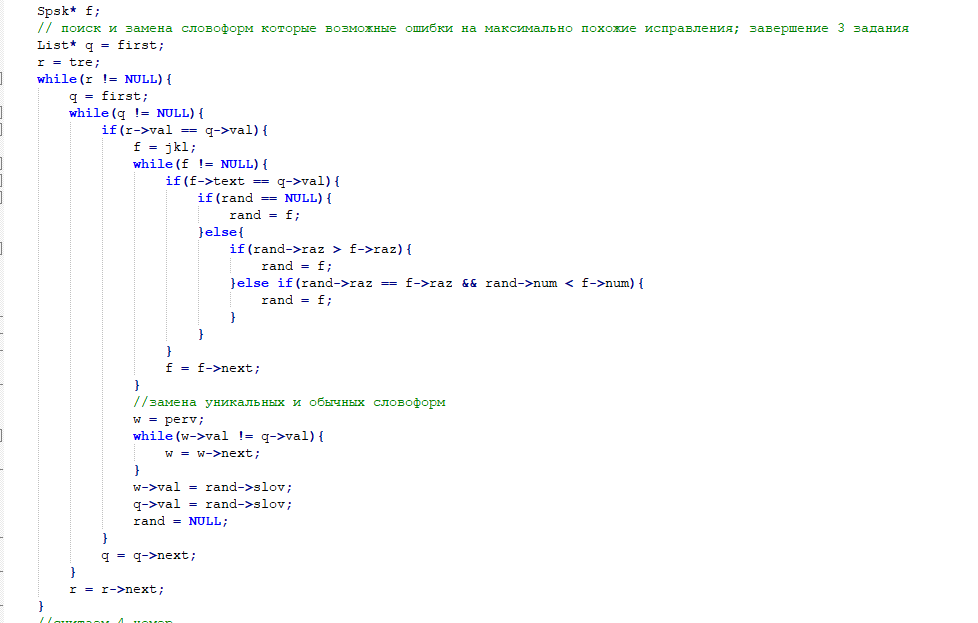 Spsk* f;
// поиск и замена словоформ которые возможные ошибки на максимально похожие исправления; завершение 3 задания
List* q = first;
r = tre;
while(r != NULL){
q = first;
while(q != NULL){
if(r->val == q->val){
f = jkl;
while(f != NULL){
if(f->text == q->val){
if(rand == NULL){
rand = f;
}else{
if(rand->raz > f->raz){
rand = f;
}else if(rand->raz == f->raz && rand->num < f->num){
rand = f;
}
}
}
f = f->next;
}
//замена уникальных и обычных словоформ
w = perv;
while(w->val != q->val){
w = w->next;
}
w->val = rand->slov;
q->val = rand->slov;
rand = NULL;
}
q = q->next;
}
r = r->next;
}
//считаем 4 номер